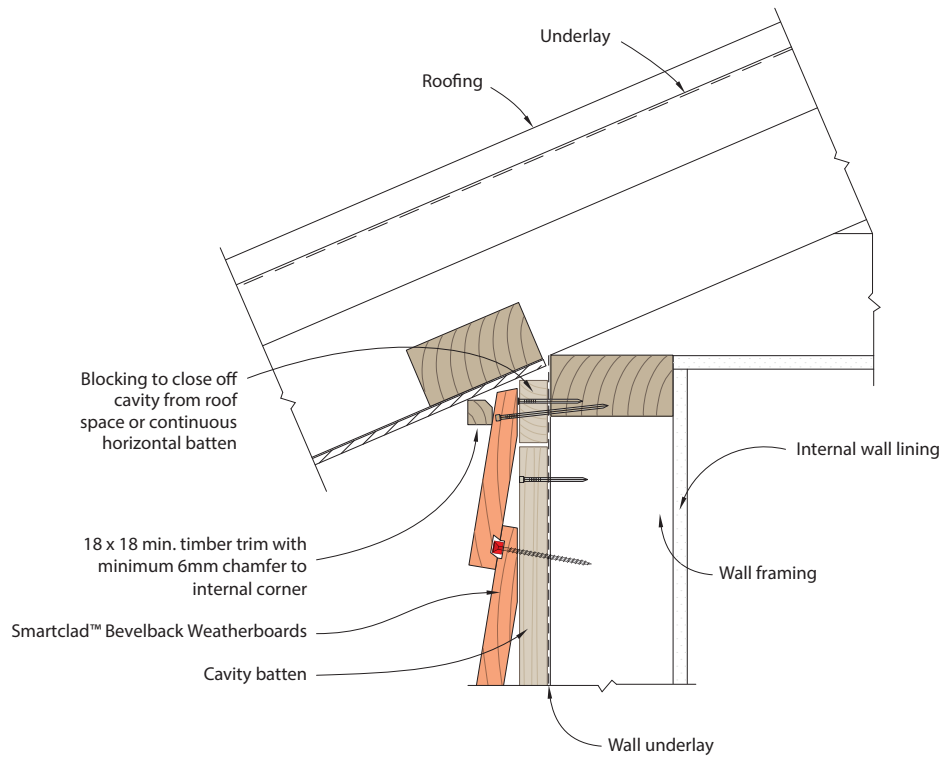 Underlay
Roofing
Blocking to close off
cavity from roof
space or continuous
horizontal batten
Internal wall lining
18 x 18 min. timber trim with
minimum 6mm chamfer to
internal corner
Wall framing
Smartclad™ Bevelback Weatherboards
Cavity batten
Wall underlay